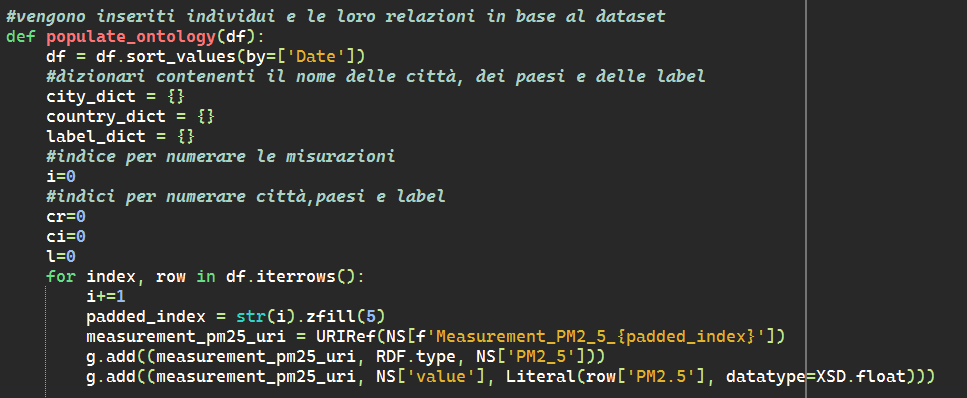 #vengono inseriti individui e le loro relazioni in base al dataset
def populate_ontology(df):
    df = df.sort_values(by=['Date'])
    #dizionari contenenti il nome delle città, dei paesi e delle label
    city_dict = {}
    country_dict = {}
    label_dict = {}
    #indice per numerare le misurazioni
    i=0
    #indici per numerare città,paesi e label
    cr=0
    ci=0
    l=0
    for index, row in df.iterrows():
        i+=1
        padded_index = str(i).zfill(5)
        measurement_pm25_uri = URIRef(NS[f'Measurement_PM2_5_{padded_index}'])
        g.add((measurement_pm25_uri, RDF.type, NS['PM2_5']))
        g.add((measurement_pm25_uri, NS['value'], Literal(row['PM2.5'], datatype=XSD.float)))